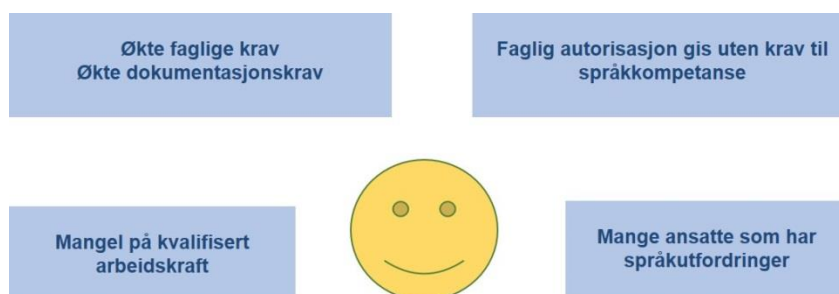 Økte faglige krav
Økte dokumentasjonskrav
Faglig autorisasjon gis uten krav til
språkkompetanse
Mangel på kvalifisert
arbeidskraft
Mange ansatte som har
språkutfordringer